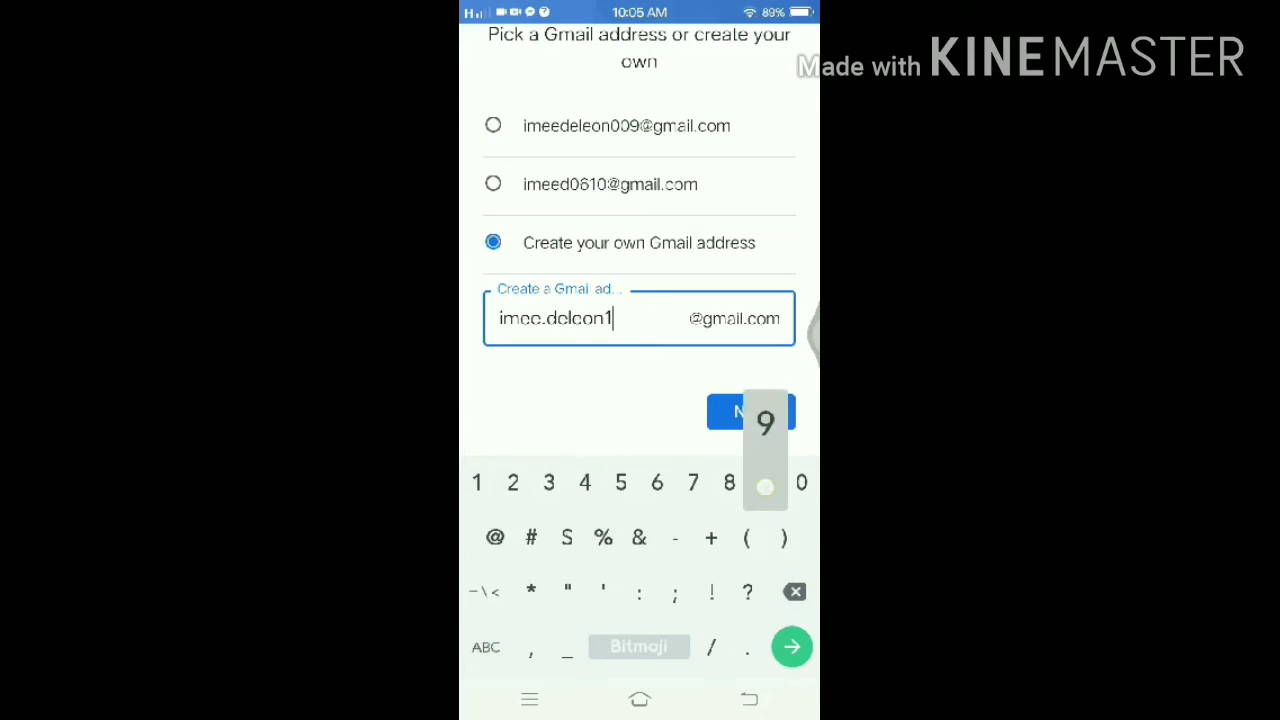 H 10:05 AM 89%
Made with KINEMASTER
Pick a Gmail address or create your
own
imeedeleon009@gmail.com
imeed0610@gmail.com
Create your own Gmail address
Create a Gmail ad...
imee.deleon1 @gmail.com
N
9
1 2 3 4 5 6 7 8 0
@ # $ % & - + ( )
* " ' : ; ! ?
ABC , _ Bitmoji / .